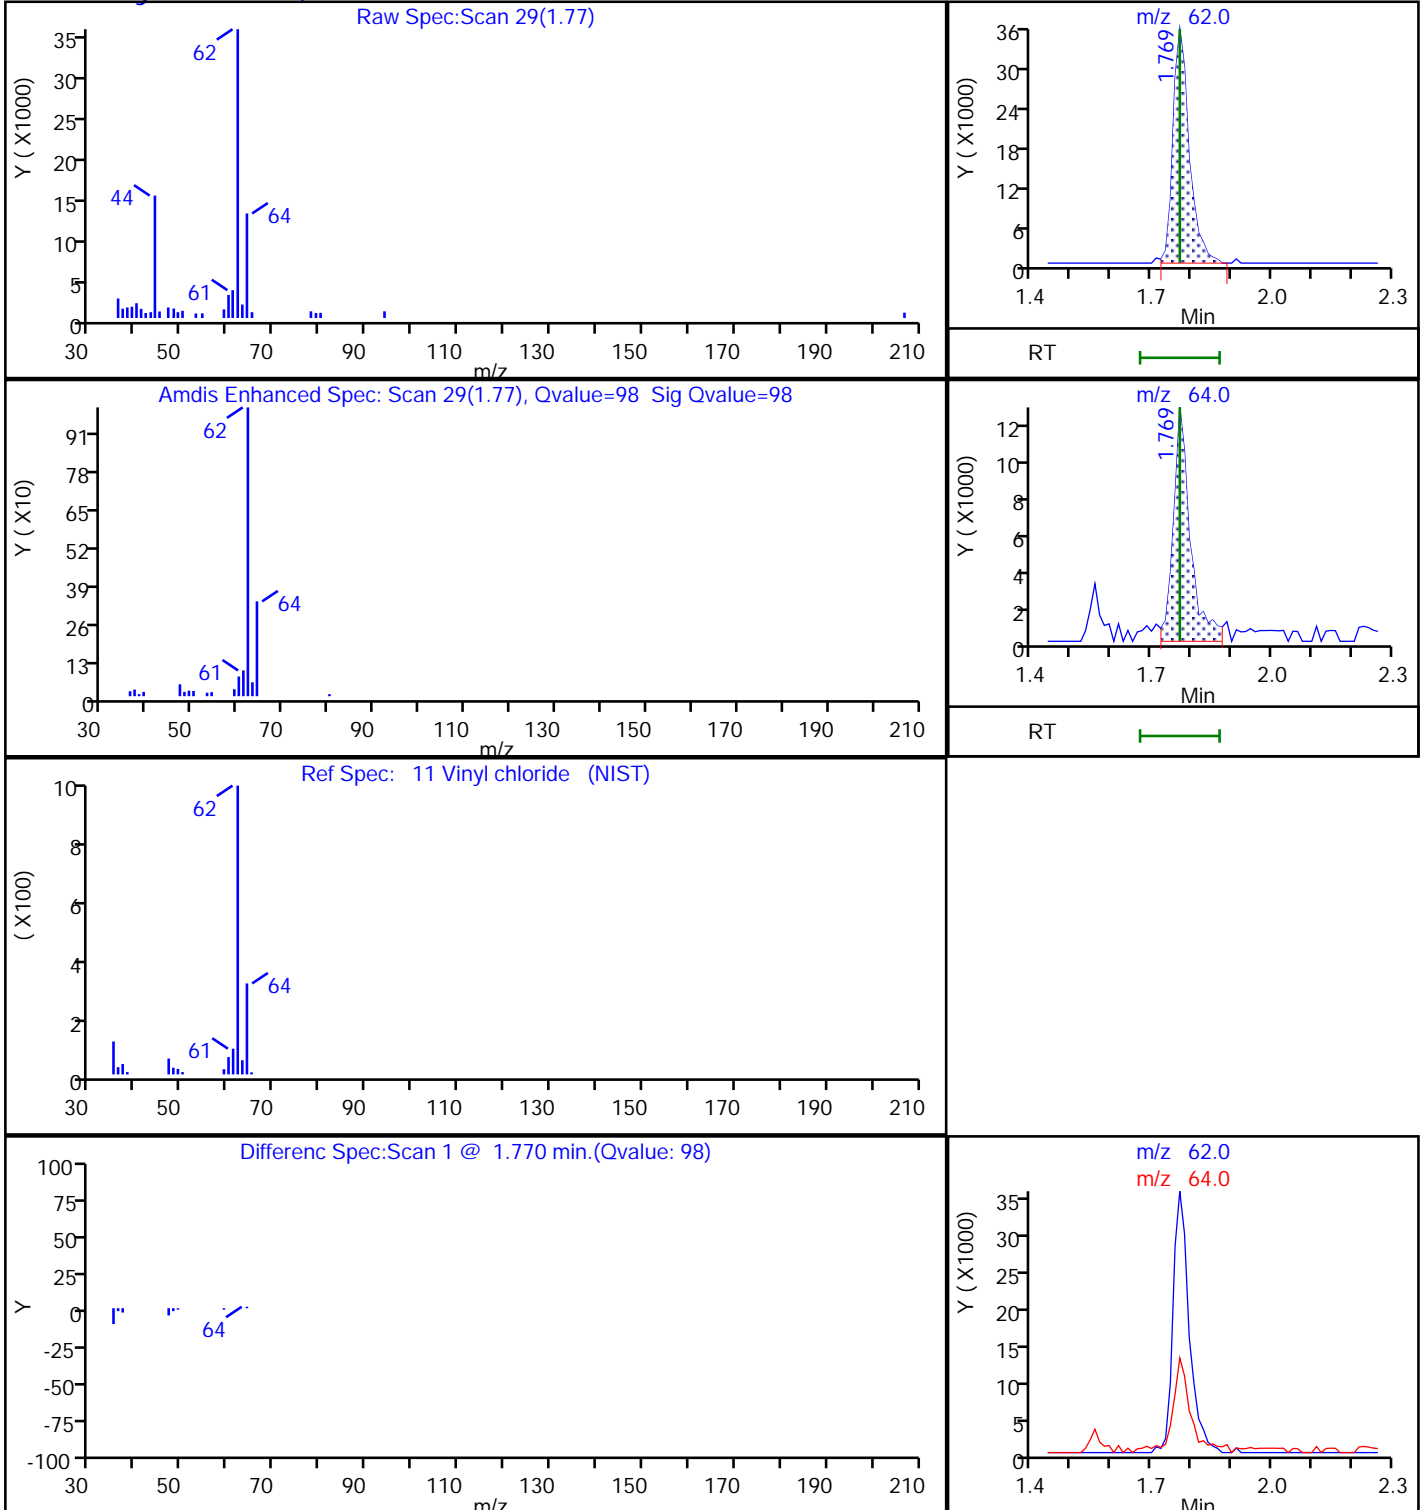 Raw Spec:Scan 29(1.77)
Y ( X1000)
35
30
25
20
15
10
5
0
62
44
64
61
30 50 70 90 110 130 150 170 190 210
m/z
m/z 62.0
Y ( X1000)
36
30
24
18
12
6
0
1.769
1.4 1.7 2.0 2.3
Min
RT
Amdis Enhanced Spec: Scan 29(1.77), Qvalue=98 Sig Qvalue=98
Y ( X10)
91
78
65
52
39
26
13
0
62
64
61
30 50 70 90 110 130 150 170 190 210
m/z
m/z 64.0
Y ( X1000)
12
10
8
6
4
2
0
1.769
1.4 1.7 2.0 2.3
Min
RT
Ref Spec: 11 Vinyl chloride (NIST)
( X100)
10
8
6
4
2
0
62
64
61
30 50 70 90 110 130 150 170 190 210
Differenc Spec:Scan 1 @ 1.770 min.(Qvalue: 98)
Y
100
75
50
25
0
-25
-50
-75
-100
64
30 50 70 90 110 130 150 170 190 210
m/z
m/z 62.0
m/z 64.0
Y ( X1000)
35
30
25
20
15
10
5
0
1.4 1.7 2.0 2.3
Min